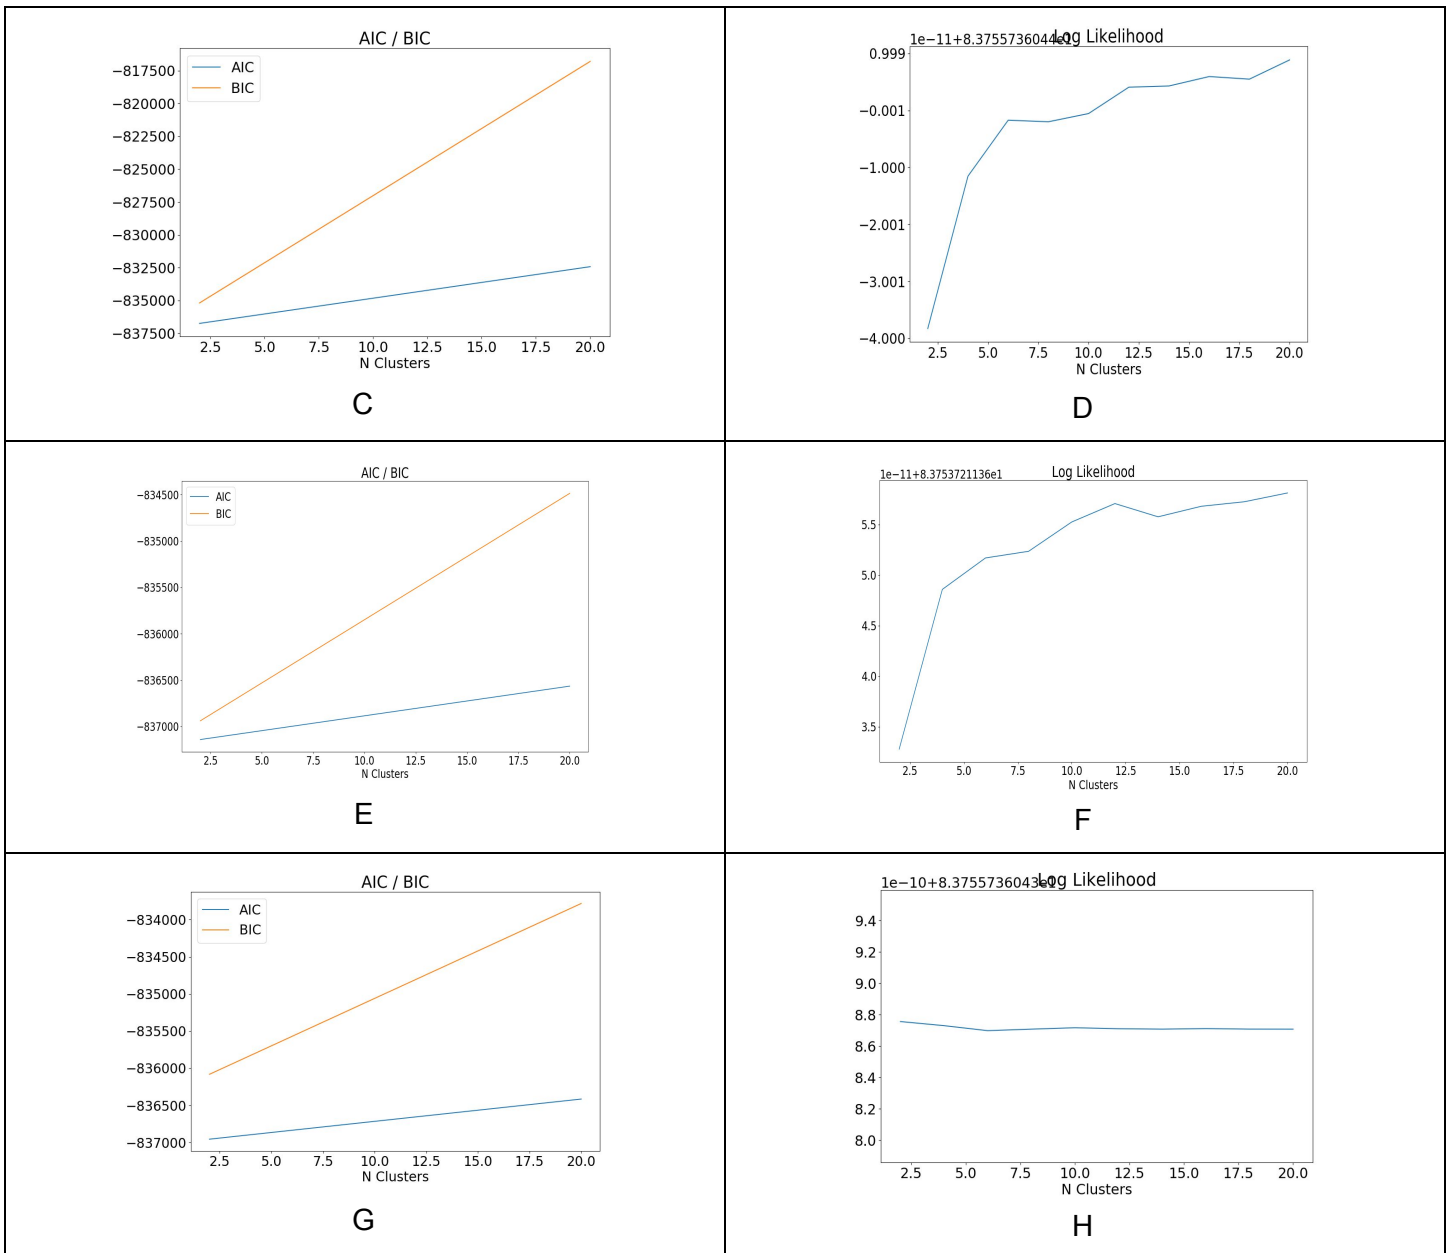 AIC / BIC
AIC
BIC
−817500
−820000
−822500
−825000
−827500
−830000
−832500
−835000
−837500
2.5 5.0 7.5 10.0 12.5 15.0 17.5 20.0
N Clusters
C
1e−11+8.3755736044e1
Log Likelihood
0.999
−0.001
−1.000
−2.001
−3.001
−4.000
2.5 5.0 7.5 10.0 12.5 15.0 17.5 20.0
N Clusters
D
AIC / BIC
AIC
BIC
−834500
−835000
−835500
−836000
−836500
−837000
2.5 5.0 7.5 10.0 12.5 15.0 17.5 20.0
N Clusters
E
1e−11+8.3753721136e1
Log Likelihood
5.5
5.0
4.5
4.0
3.5
2.5 5.0 7.5 10.0 12.5 15.0 17.5 20.0
N Clusters
F
AIC / BIC
AIC
BIC
−834000
−834500
−835000
−835500
−836000
−836500
−837000
2.5 5.0 7.5 10.0 12.5 15.0 17.5 20.0
N Clusters
G
1e−10+8.3755736043e1
Log Likelihood
9.4
9.2
9.0
8.8
8.6
8.4
8.2
8.0
2.5 5.0 7.5 10.0 12.5 15.0 17.5 20.0
N Clusters
H